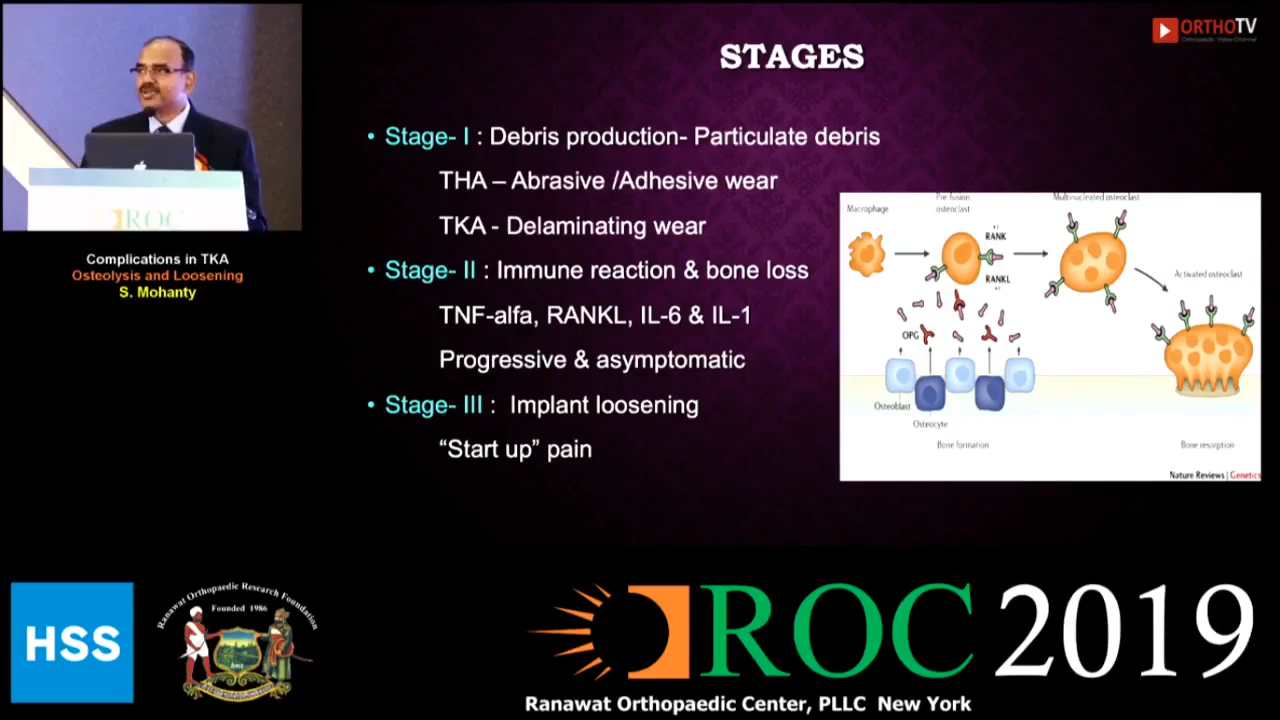 ORTHOTV
Orthopaedic Video Channel
STAGES
• Stage- I : Debris production- Particulate debris
THA – Abrasive /Adhesive wear
TKA - Delaminating wear
• Stage- II : Immune reaction & bone loss
TNF-alfa, RANKL, IL-6 & IL-1
Progressive & asymptomatic
• Stage- III : Implant loosening
“Start up” pain
ROC
Complications in TKA
Osteolysis and Loosening
S. Mohanty
Macrophage
Pre-fusion
osteoclast
Multinucleated osteoclast
RANK
RANKL
Activated osteoclast
OPG
Osteoblast
Osteocyte
Bone formation
Bone resorption
Nature Reviews | Genetics
HSS
Ranawat Orthopaedic Research Foundation
Founded 1986
ROC 2019
Ranawat Orthopaedic Center, PLLC New York